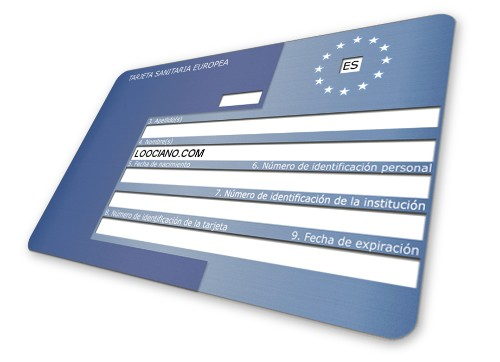 TARJETA SANITARIA EUROPEA
ES
3. Apellido(s)
4. Nombre(s)
LOOCIANO.COM
5. Fecha de nacimiento
6. Número de identificación personal
7. Número de identificación de la institución
8. Número de identificación de la tarjeta
9. Fecha de expiración